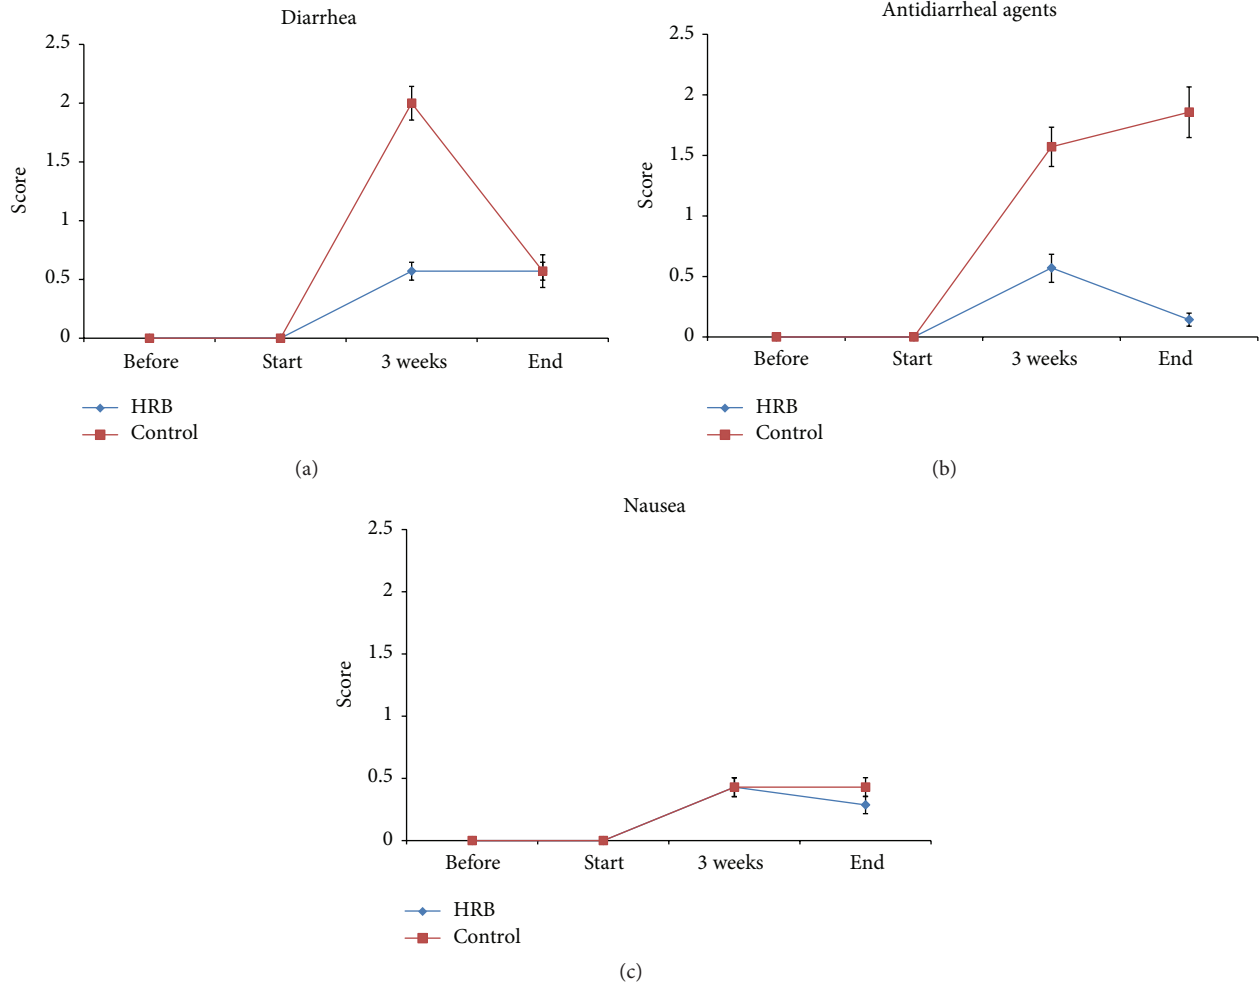 Diarrhea
2.5
2
1.5
1
0.5
0
Score
Before Start 3 weeks End
HRB
Control
(a)
Antidiarrheal agents
2.5
2
1.5
1
0.5
0
Score
Before Start 3 weeks End
HRB
Control
(b)
Nausea
2.5
2
1.5
1
0.5
0
Score
Before Start 3 weeks End
HRB
Control
(c)